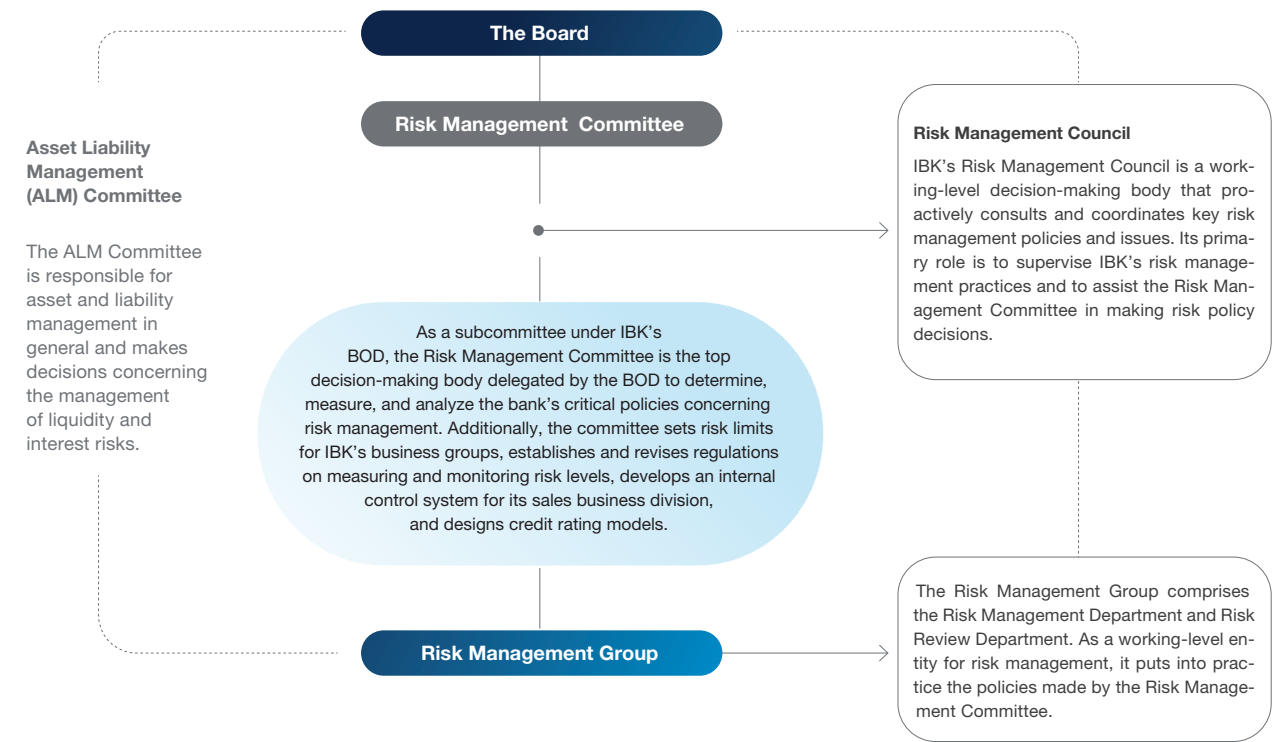 The Board
Risk Management  Committee
Asset Liability
Management
(ALM) Committee
The ALM Committee
is responsible for
asset and liability
management in
general and makes
decisions concerning
the management
of liquidity and
interest risks.
Risk Management Council
IBK's Risk Management Council is a work-
ing-level decision-making body that pro-
actively consults and coordinates key risk
management policies and issues. Its prima-
ry role is to supervise IBK's risk manage-
ment practices and to assist the Risk Man-
agement Committee in making risk policy
decisions.
As a subcommittee under IBK's
BOD, the Risk Management Committee is the top
decision-making body delegated by the BOD to determine,
measure, and analyze the bank's critical policies concerning
risk management. Additionally, the committee sets risk limits
for IBK's business groups, establishes and revises regulations
on measuring and monitoring risk levels, develops an internal
control system for its sales business division,
and designs credit rating models.
Risk Management Group
The Risk Management Group comprises
the Risk Management Department and Risk
Review Department. As a working-level en-
tity for risk management, it puts into prac-
tice the policies made by the Risk Manage-
ment Committee.